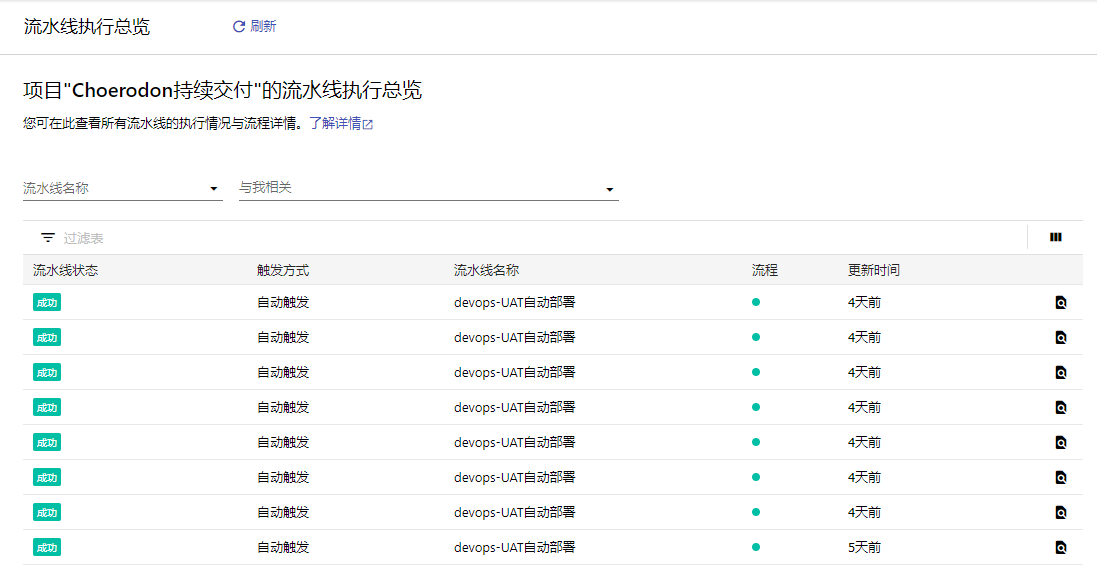 流水线执行总览 刷新
项目"Choerodon持续交付"的流水线执行总览
您可在此查看所有流水线的执行情况与流程详情。了解详情
流水线名称 与我相关
过滤表
流水线状态 触发方式 流水线名称 流程 更新时间
成功 自动触发 devops-UAT自动部署 4天前
成功 自动触发 devops-UAT自动部署 4天前
成功 自动触发 devops-UAT自动部署 4天前
成功 自动触发 devops-UAT自动部署 4天前
成功 自动触发 devops-UAT自动部署 4天前
成功 自动触发 devops-UAT自动部署 4天前
成功 自动触发 devops-UAT自动部署 4天前
成功 自动触发 devops-UAT自动部署 5天前